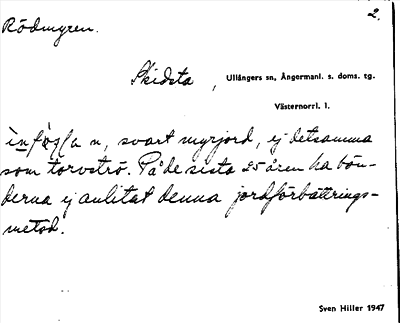 2.
Rödmyren.
Skidsta, Ullångers sn, Ångermanl. s. doms. tg.
Västernorrl. l.
n, svart myrjord, ej detsamma
som torvströ. På de sista 25 åren ha bön-
derna ej anlitat denna jordförbättrings-
metod.
Sven Hiller 1947